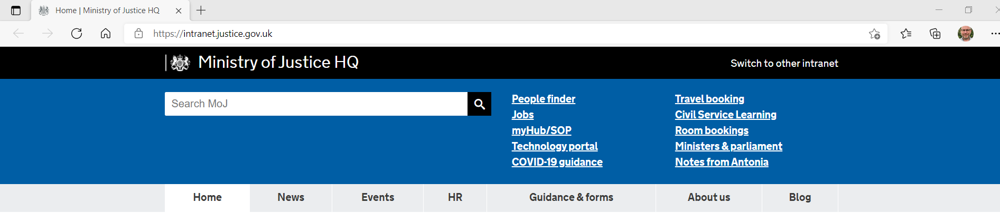 Home | Ministry of Justice HQ
https://intranet.justice.gov.uk
Ministry of Justice HQ
Switch to other intranet
Search MoJ
People finder
Jobs
myHub/SOP
Technology portal
COVID-19 guidance
Travel booking
Civil Service Learning
Room bookings
Ministers & parliament
Notes from Antonia
Home News Events HR Guidance & forms About us Blog